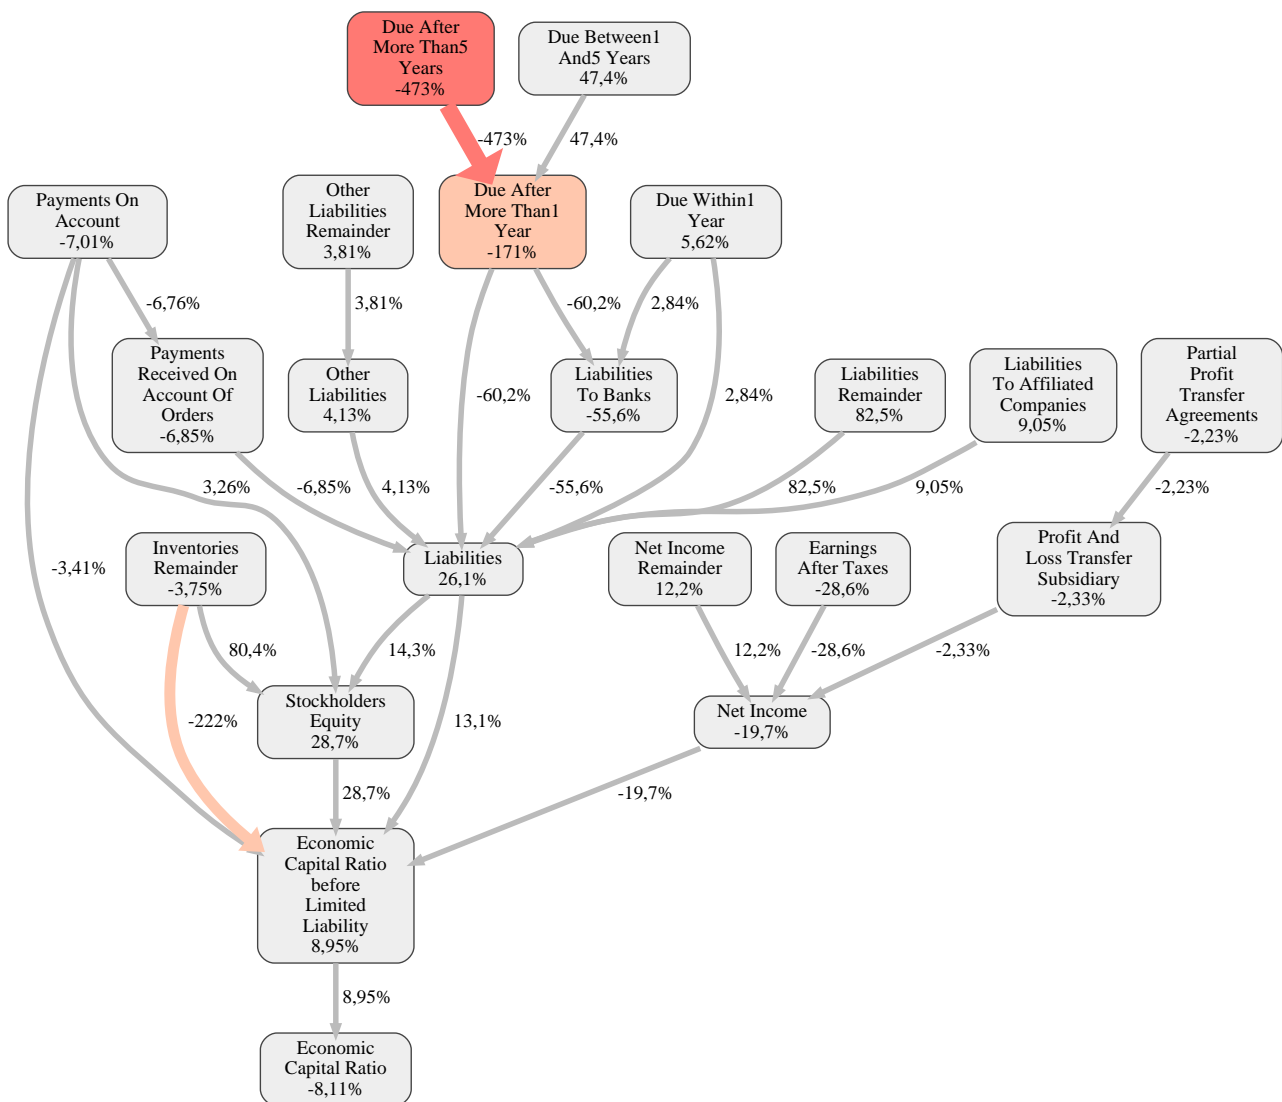 Due After
More Than5
Years
-473%
Due Between1
And5 Years
47,4%
-473%
47,4%
Payments On
Account
-7,01%
Other
Liabilities
Remainder
3,81%
Due After
More Than1
Year
-171%
Due Within1
Year
5,62%
-6,76%
3,81%
-60,2%
2,84%
Payments
Received On
Account Of
Orders
-6,85%
Other
Liabilities
4,13%
-60,2%
Liabilities
To Banks
-55,6%
2,84%
Liabilities
Remainder
82,5%
Liabilities
To Affiliated
Companies
9,05%
Partial
Profit
Transfer
Agreements
-2,23%
3,26%
-6,85%
4,13%
-55,6%
82,5%
9,05%
-2,23%
-3,41%
Inventories
Remainder
-3,75%
Liabilities
26,1%
Net Income
Remainder
12,2%
Earnings
After Taxes
-28,6%
Profit And
Loss Transfer
Subsidiary
-2,33%
80,4%
14,3%
12,2%
-28,6%
-2,33%
-222%
Stockholders
Equity
28,7%
13,1%
Net Income
-19,7%
28,7%
-19,7%
Economic
Capital Ratio
before
Limited
Liability
8,95%
8,95%
Economic
Capital Ratio
-8,11%